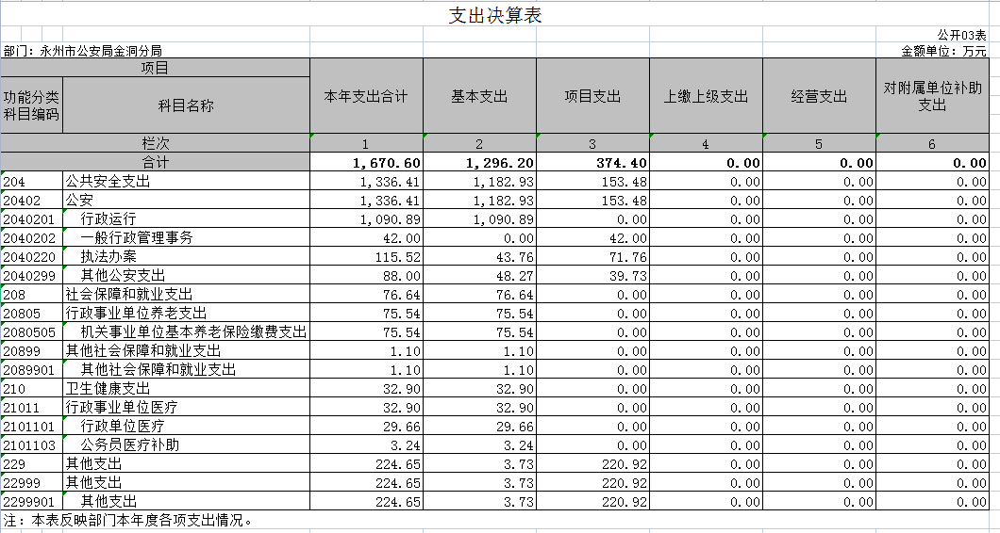 支出决算表
公开03表
部门：永州市公安局金洞分局 金额单位：万元
项目 本年支出合计 基本支出 项目支出 上缴上级支出 经营支出 对附属单位补助支出
功能分类科目编码 科目名称
栏次 1 2 3 4 5 6
合计 1,670.60 1,296.20 374.40 0.00 0.00 0.00
204 公共安全支出 1,336.41 1,182.93 153.48 0.00 0.00 0.00
20402 公安 1,336.41 1,182.93 153.48 0.00 0.00 0.00
2040201 行政运行 1,090.89 1,090.89 0.00 0.00 0.00 0.00
2040202 一般行政管理事务 42.00 0.00 42.00 0.00 0.00 0.00
2040220 执法办案 115.52 43.76 71.76 0.00 0.00 0.00
2040299 其他公安支出 88.00 48.27 39.73 0.00 0.00 0.00
208 社会保障和就业支出 76.64 76.64 0.00 0.00 0.00 0.00
20805 行政事业单位养老支出 75.54 75.54 0.00 0.00 0.00 0.00
2080505 机关事业单位基本养老保险缴费支出 75.54 75.54 0.00 0.00 0.00 0.00
20899 其他社会保障和就业支出 1.10 1.10 0.00 0.00 0.00 0.00
2089901 其他社会保障和就业支出 1.10 1.10 0.00 0.00 0.00 0.00
210 卫生健康支出 32.90 32.90 0.00 0.00 0.00 0.00
21011 行政事业单位医疗 32.90 32.90 0.00 0.00 0.00 0.00
2101101 行政单位医疗 29.66 29.66 0.00 0.00 0.00 0.00
2101103 公务员医疗补助 3.24 3.24 0.00 0.00 0.00 0.00
229 其他支出 224.65 3.73 220.92 0.00 0.00 0.00
22999 其他支出 224.65 3.73 220.92 0.00 0.00 0.00
2299901 其他支出 224.65 3.73 220.92 0.00 0.00 0.00
注：本表反映部门本年度各项支出情况。